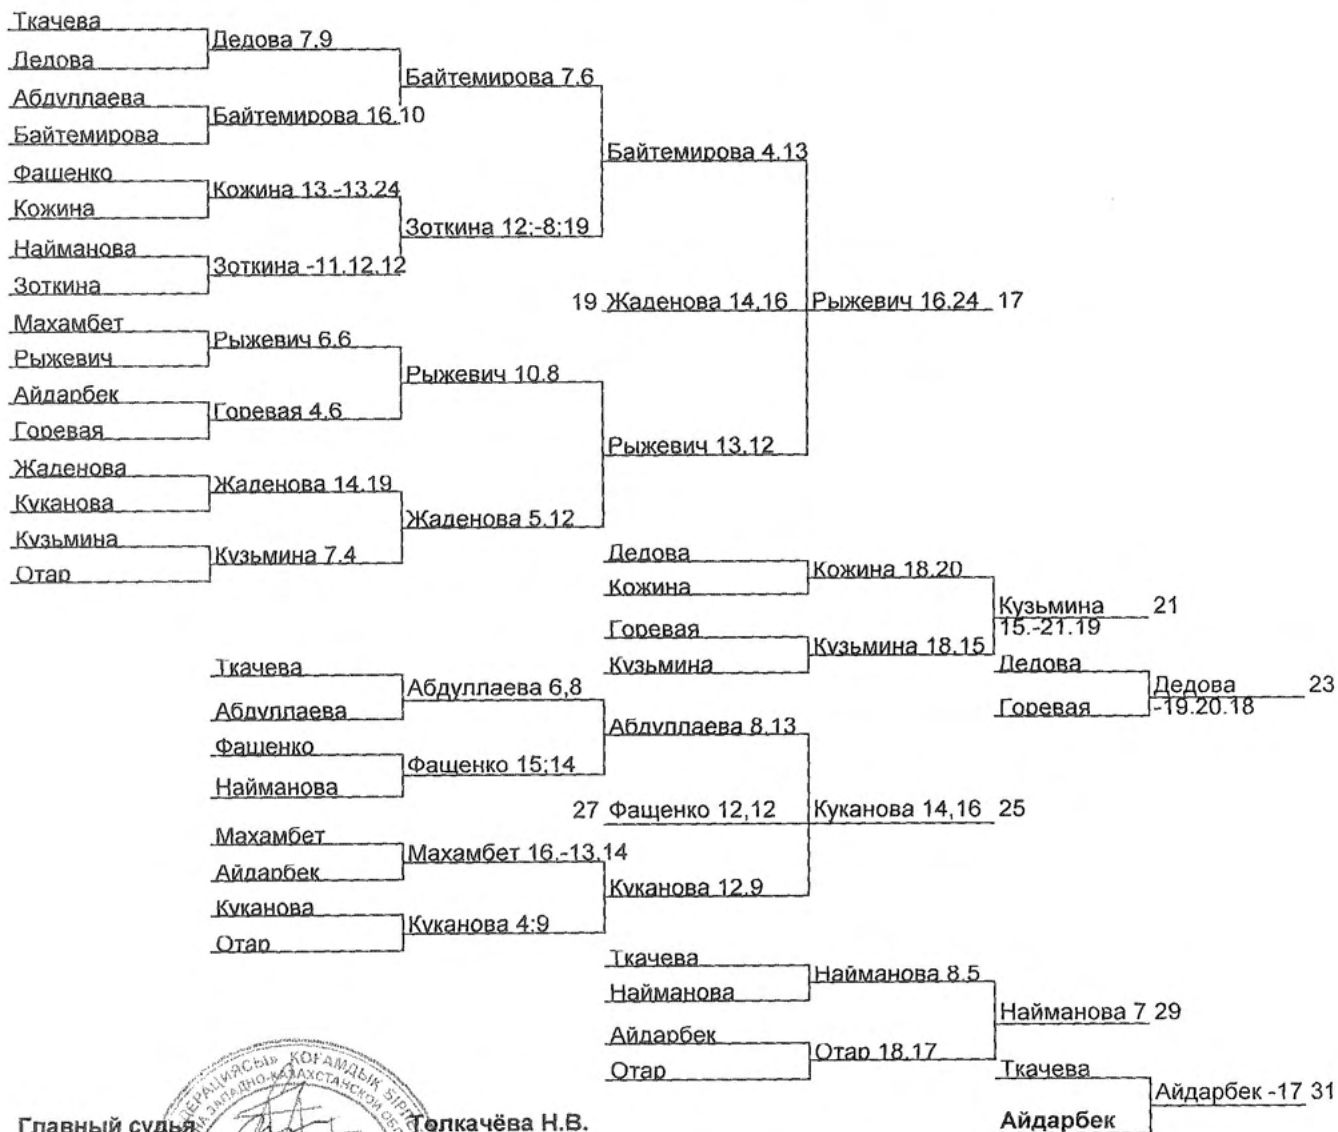 Ткачева
Дедова 7,9
Дедова
Байтемирова 7,6
Абдуллаева
Байтемирова 16,10
Байтемирова
Байтемирова 4,13
Фашенко
Кожина 13,-13,24
Кожина
Зоткина 12;-8;19
Найманова
Зоткина -11,12,12
Зоткина
19 Жаденова 14,16 Рыжевич 16,24 17
Махамбет
Рыжевич 6,6
Рыжевич
Рыжевич 10,8
Айдарбек
Горевая 4,6
Горевая
Рыжевич 13,12
Жаденова
Жаденова 14,19
Куканова
Жаденова 5,12
Кузьмина
Кузьмина 7,4
Отар
Дедова
Кожина 18,20
Кожина
Кузьмина 21
15,-21,19
Горевая
Кузьмина 18,15
Кузьмина
Дедова
Дедова 23
-19,20,18
Горевая
Ткачева
Абдуллаева 6,8
Абдуллаева
Абдуллаева 8,13
Фашенко
Фащенко 15;14
Найманова
27 Фащенко 12,12 Куканова 14,16 25
Махамбет
Махамбет 16,-13,14
Айдарбек
Куканова 12,9
Куканова
Куканова 4;9
Отар
Ткачева
Найманова 8,5
Найманова
Найманова 7 29
Айдарбек
Отар 18,17
Отар
Ткачева
Айдарбек -17 31
Айдарбек
Главный судья Толкачёва Н.В.